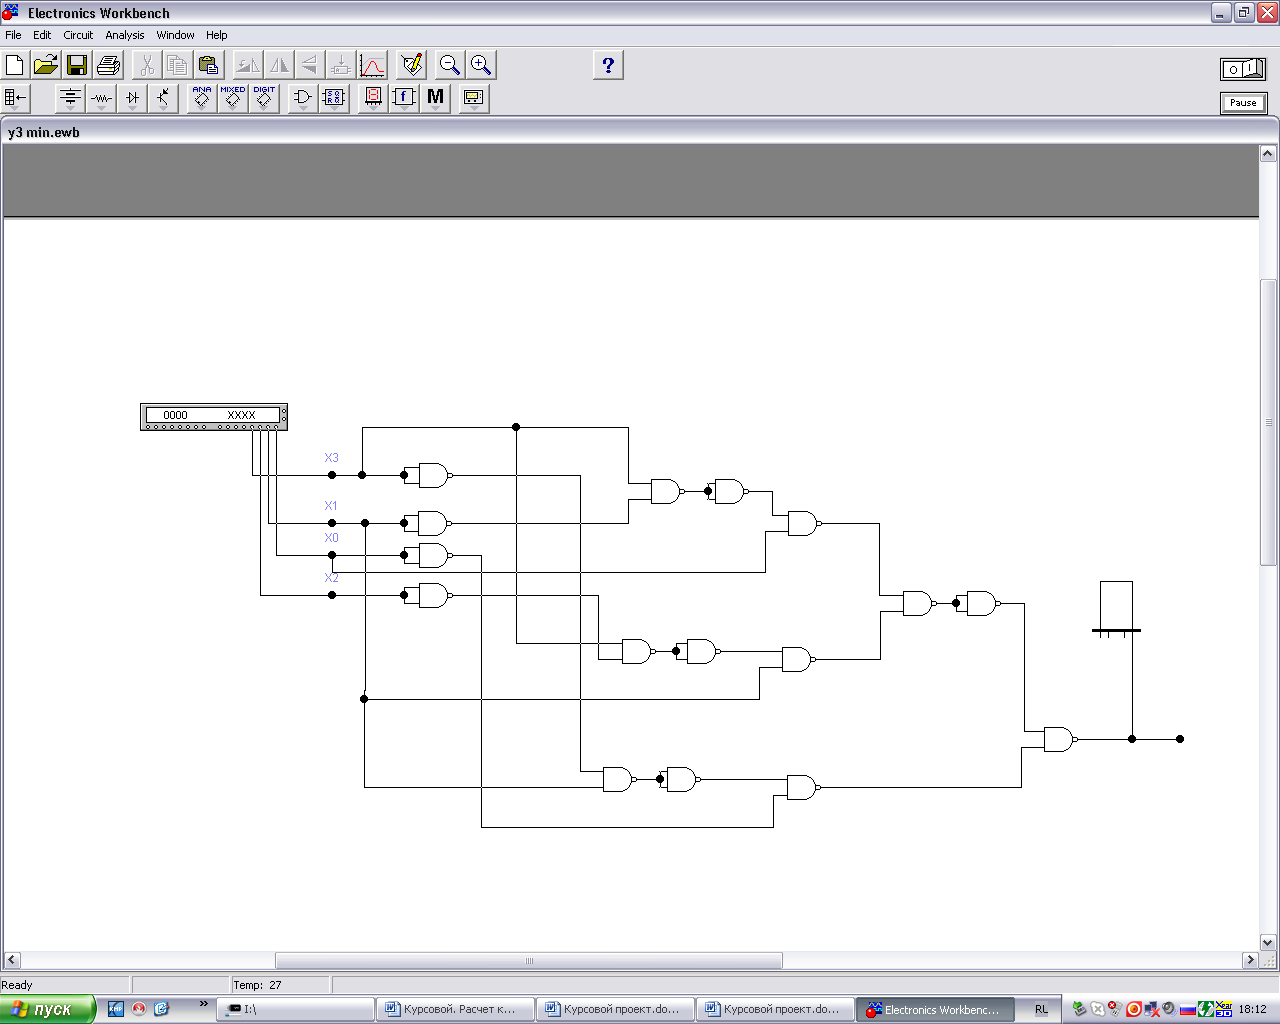 Electronics Workbench
File Edit Circuit Analysis Window Help
?
0 1
ANA MIXED DIGIT f M
Pause
y3 min.ewb
0000 XXXX
X3
X1
X0
X2
Ready Temp: 27
пуск I:\ Курсовой. Расчет к... Курсовой проект.do... Курсовой проект.do... Electronics Workbenc... RL 18:12